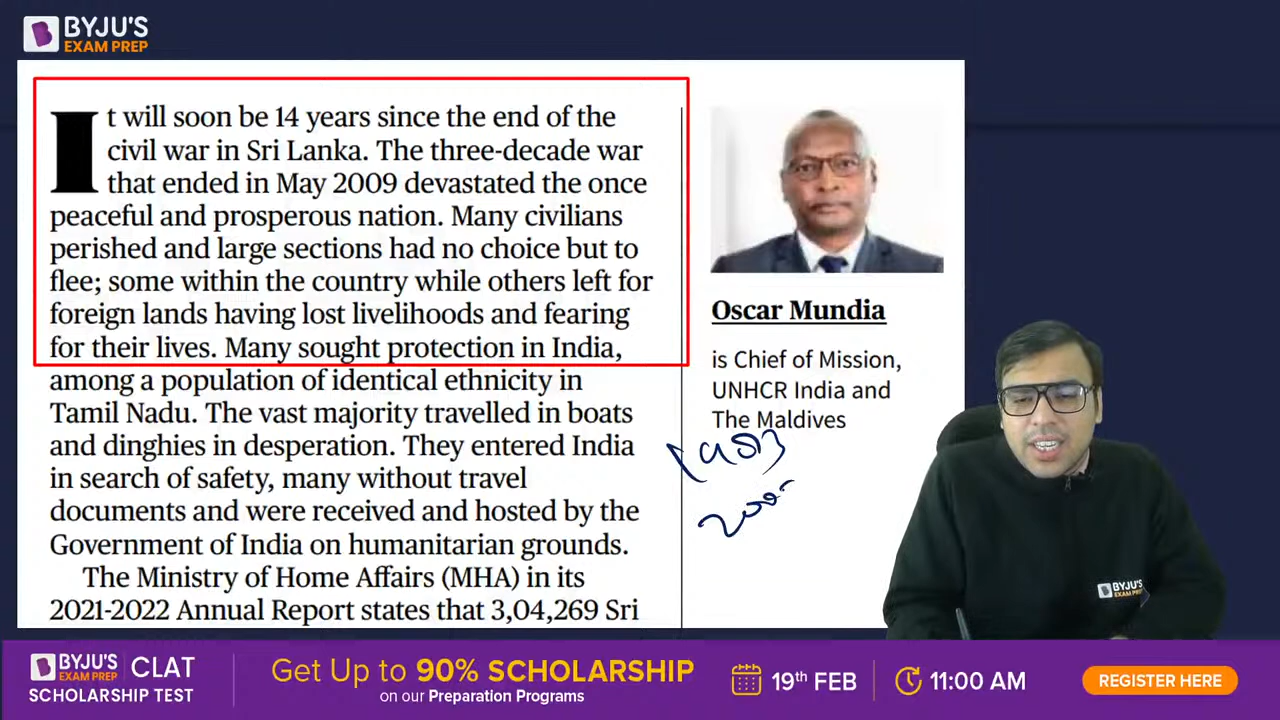 BYJU'S
EXAM PREP
It will soon be 14 years since the end of the
civil war in Sri Lanka. The three-decade war
that ended in May 2009 devastated the once
peaceful and prosperous nation. Many civilians
perished and large sections had no choice but to
flee; some within the country while others left for
foreign lands having lost livelihoods and fearing
for their lives. Many sought protection in India,
among a population of identical ethnicity in
Tamil Nadu. The vast majority travelled in boats
and dinghies in desperation. They entered India
in search of safety, many without travel
documents and were received and hosted by the
Government of India on humanitarian grounds.
The Ministry of Home Affairs (MHA) in its
2021-2022 Annual Report states that 3,04,269 Sri
Oscar Mundia
is Chief of Mission,
UNHCR India and
The Maldives
BYJU'S
EXAM PREP
BYJU'S
EXAM PREP
CLAT
SCHOLARSHIP TEST
Get Up to 90% SCHOLARSHIP
on our Preparation Programs
19th FEB
11:00 AM
REGISTER HERE